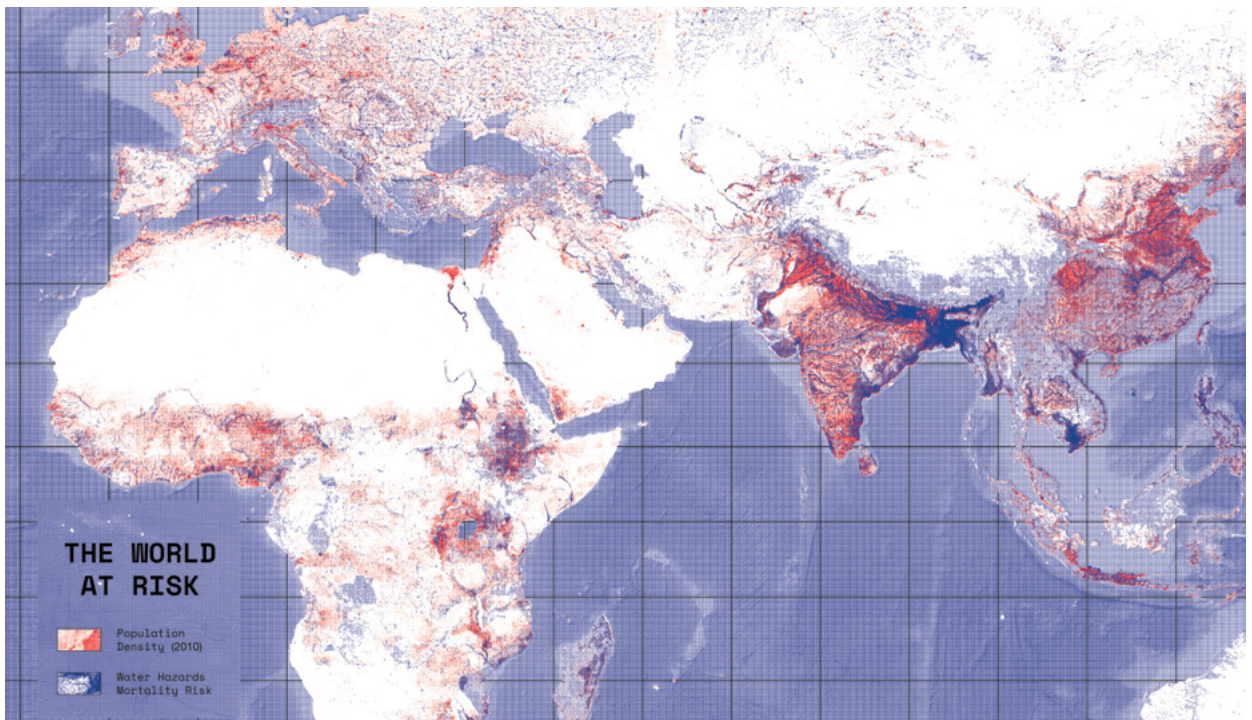 THE WORLD
AT RISK
Population
Density (2010)
Water Hazards
Mortality Risk